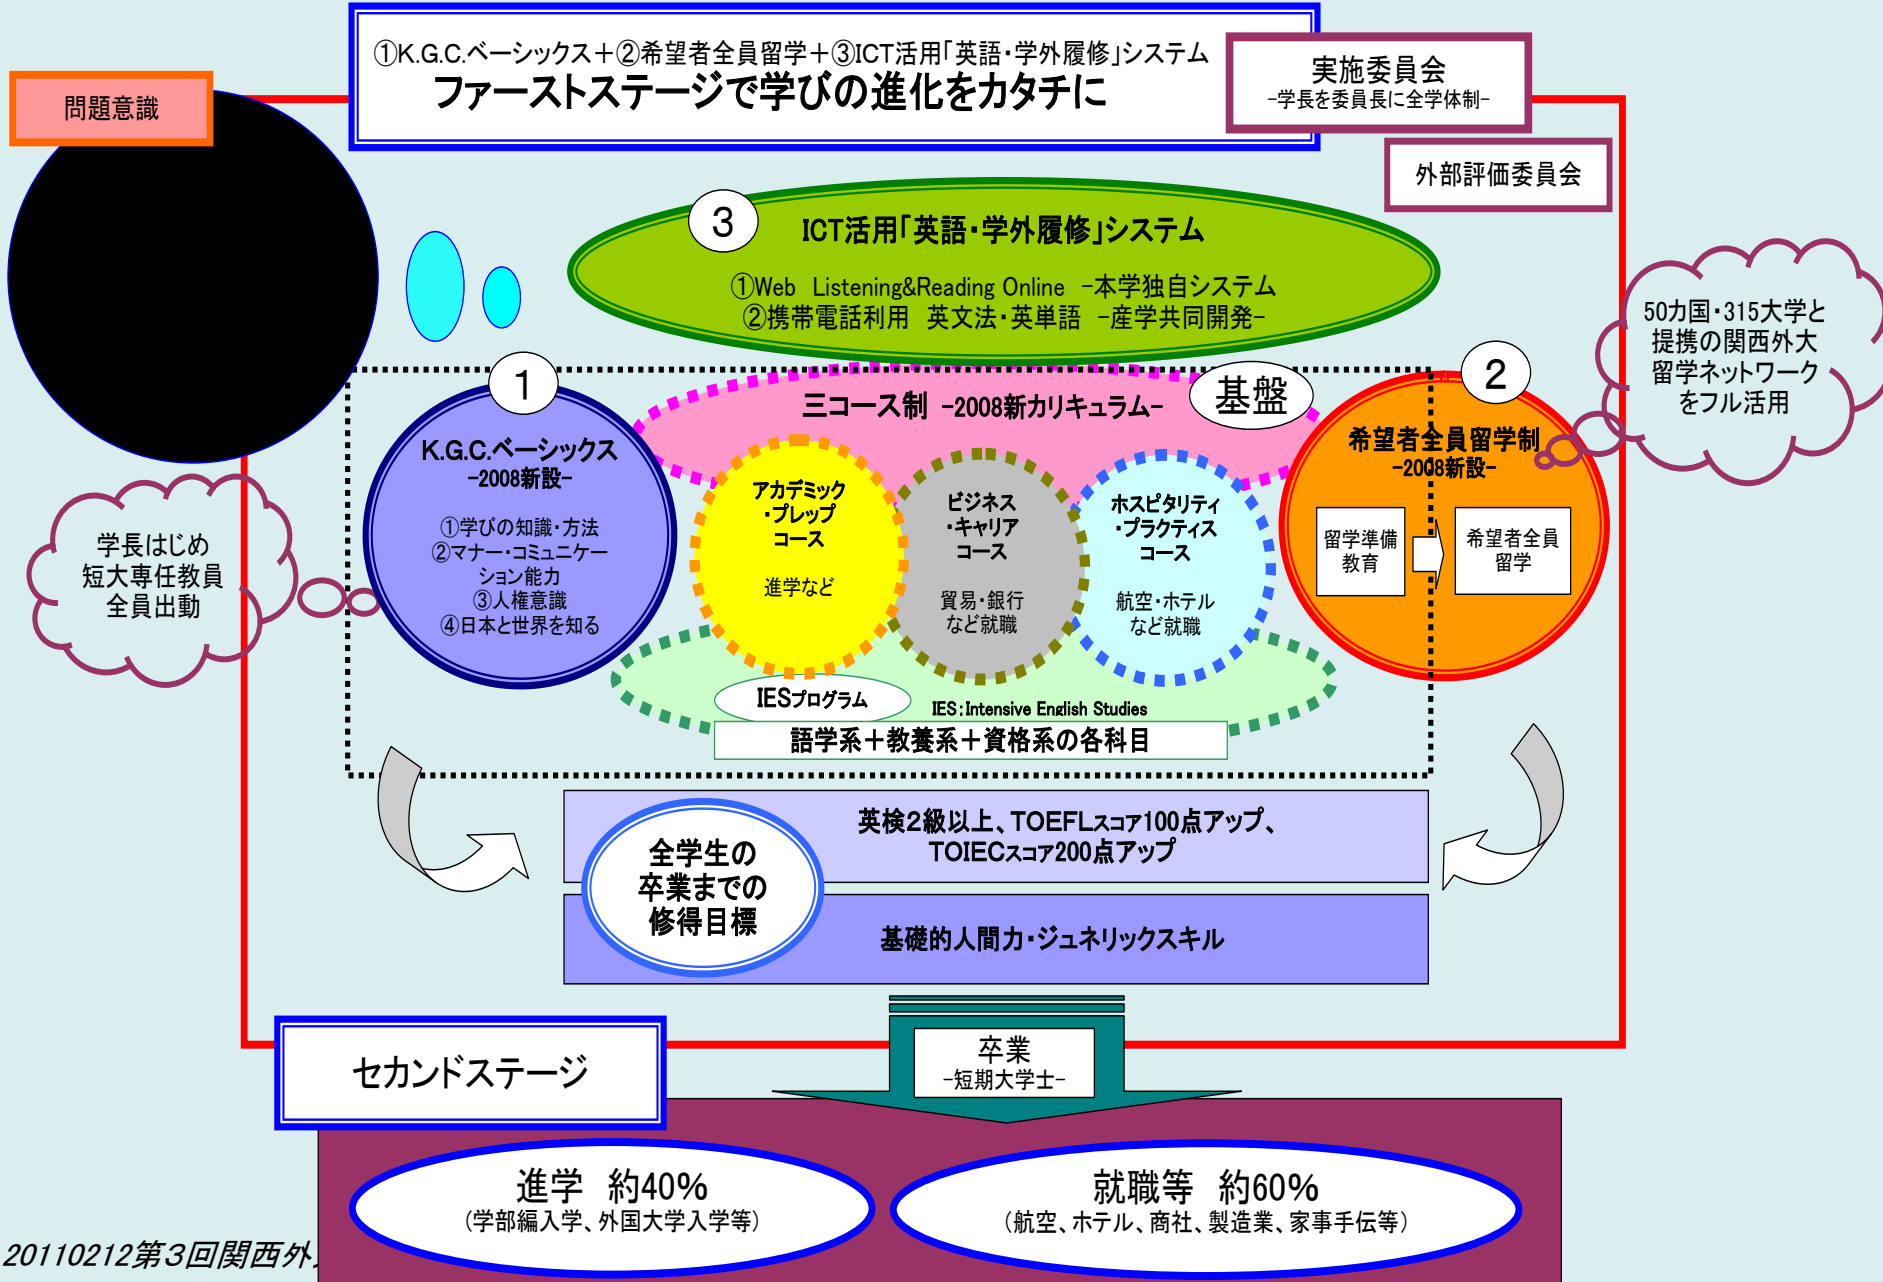 ①K.G.C.ベーシックス＋②希望者全員留学＋③ICT活用「英語・学外履修」システム
ファーストステージで学びの進化をカタチに
実施委員会
-学長を委員長に全学体制-
外部評価委員会
問題意識
3
ICT活用「英語・学外履修」システム
①Web　Listening&Reading Online　-本学独自システム
②携帯電話利用　英文法・英単語　-産学共同開発-
50カ国・315大学と
提携の関西外大
留学ネットワーク
をフル活用
1
K.G.C.ベーシックス
-2008新設-
①学びの知識・方法
②マナー・コミュニケー
ション能力
③人権意識
④日本と世界を知る
学長はじめ
短大専任教員
全員出動
基盤
三コース制　-2008新カリキュラム-
アカデミック
・プレップ
コース
進学など
ビジネス
・キャリア
コース
貿易・銀行
など就職
ホスピタリティ
・プラクティス
コース
航空・ホテル
など就職
2
希望者全員留学制
-2008新設-
留学準備
教育
希望者全員
留学
IESプログラム
IES：Intensive English Studies
語学系＋教養系＋資格系の各科目
全学生の
卒業までの
修得目標
英検2級以上、TOEFLスコア100点アップ、
TOIECスコア200点アップ
基礎的人間力・ジュネリックスキル
卒業
-短期大学士-
セカンドステージ
進学　約40%
（学部編入学、外国大学入学等）
就職等　約60%
（航空、ホテル、商社、製造業、家事手伝等）
20110212第３回関西外